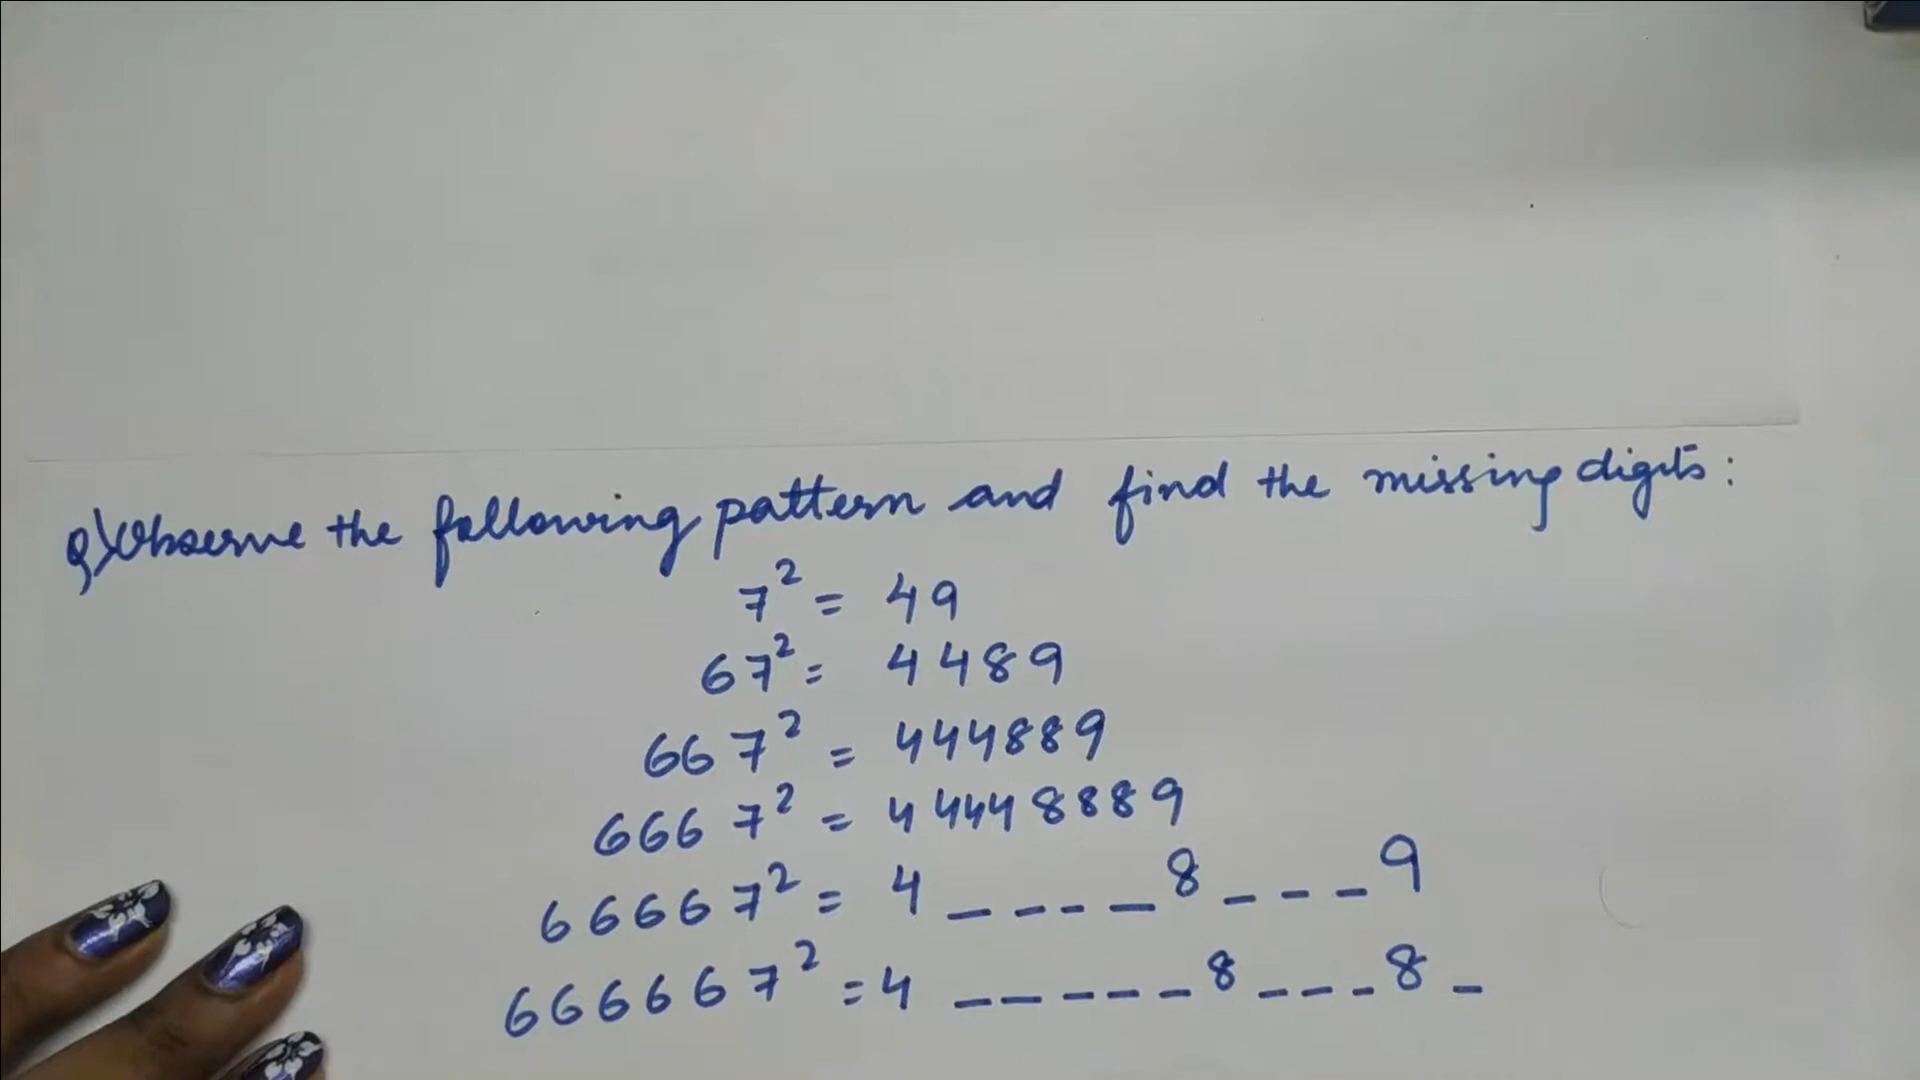 Q) Observe the following pattern and find the missing digits:
7² = 49
67² = 4489
667² = 444889
6667² = 44448889
66667² = 4 _ _ _ _ 8 _ _ _ 9
666667² = 4 _ _ _ _ _ 8 _ _ _ 8 _